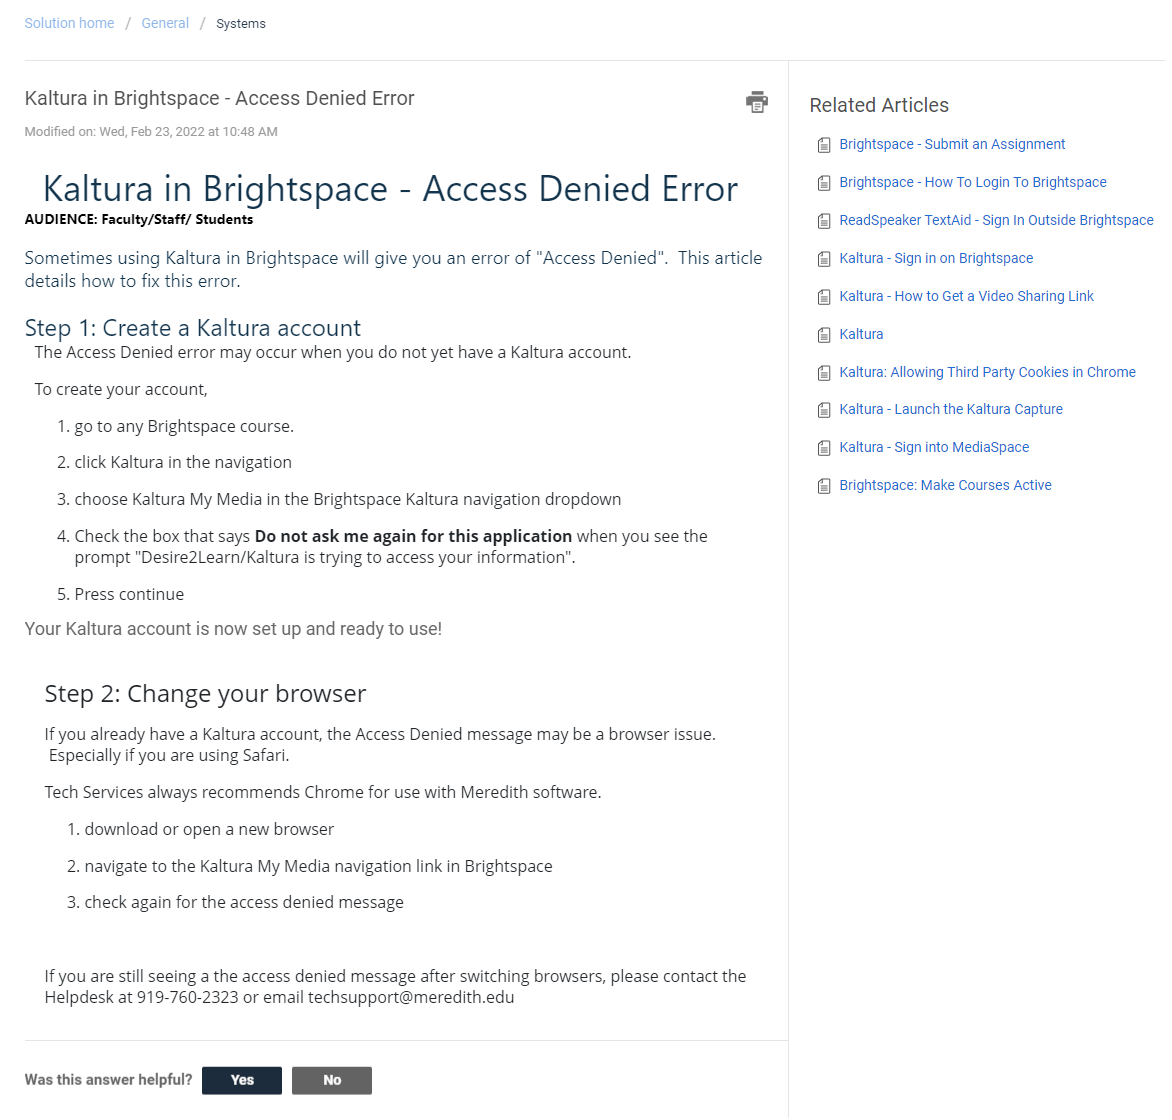 Solution home / General / Systems
Kaltura in Brightspace - Access Denied Error
Modified on: Wed, Feb 23, 2022 at 10:48 AM
Kaltura in Brightspace - Access Denied Error
AUDIENCE: Faculty/Staff/ Students
Sometimes using Kaltura in Brightspace will give you an error of "Access Denied".  This article
details how to fix this error.
Step 1: Create a Kaltura account
The Access Denied error may occur when you do not yet have a Kaltura account.
To create your account,
1. go to any Brightspace course.
2. click Kaltura in the navigation
3. choose Kaltura My Media in the Brightspace Kaltura navigation dropdown
4. Check the box that says Do not ask me again for this application when you see the
prompt "Desire2Learn/Kaltura is trying to access your information".
5. Press continue
Your Kaltura account is now set up and ready to use!
Step 2: Change your browser
If you already have a Kaltura account, the Access Denied message may be a browser issue.
Especially if you are using Safari.
Tech Services always recommends Chrome for use with Meredith software.
1. download or open a new browser
2. navigate to the Kaltura My Media navigation link in Brightspace
3. check again for the access denied message
If you are still seeing a the access denied message after switching browsers, please contact the
Helpdesk at 919-760-2323 or email techsupport@meredith.edu
Was this answer helpful? Yes No
Related Articles
Brightspace - Submit an Assignment
Brightspace - How To Login To Brightspace
ReadSpeaker TextAid - Sign In Outside Brightspace
Kaltura - Sign in on Brightspace
Kaltura - How to Get a Video Sharing Link
Kaltura
Kaltura: Allowing Third Party Cookies in Chrome
Kaltura - Launch the Kaltura Capture
Kaltura - Sign into MediaSpace
Brightspace: Make Courses Active